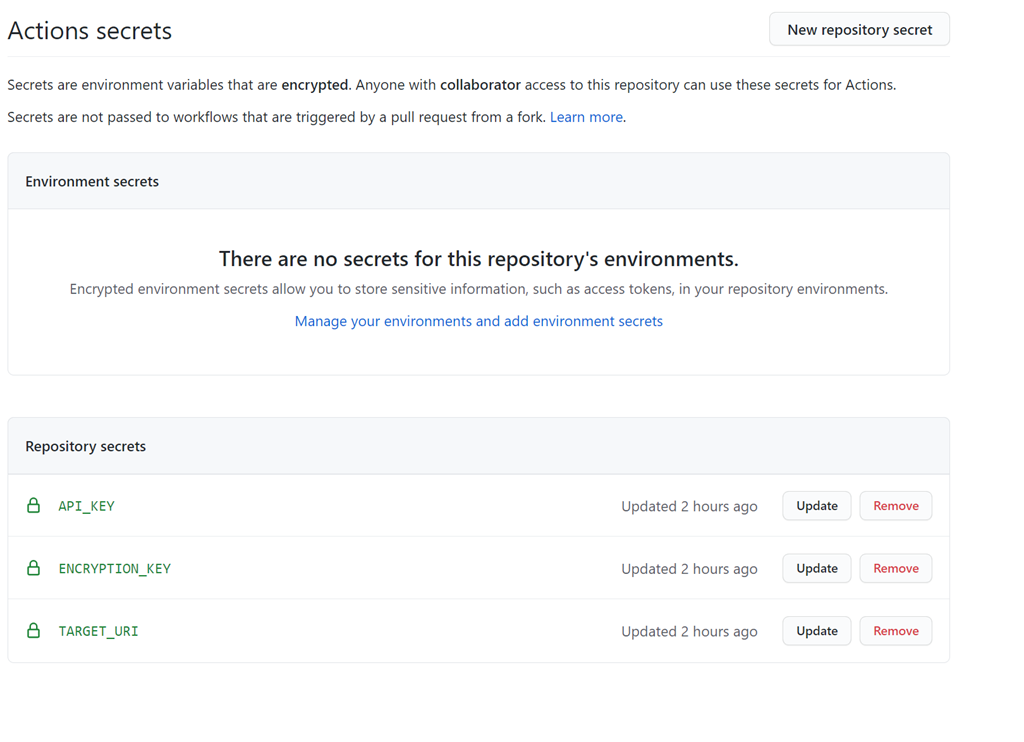 Actions secrets
New repository secret
Secrets are environment variables that are encrypted. Anyone with collaborator access to this repository can use these secrets for Actions.
Secrets are not passed to workflows that are triggered by a pull request from a fork. Learn more.
Environment secrets
There are no secrets for this repository's environments.
Encrypted environment secrets allow you to store sensitive information, such as access tokens, in your repository environments.
Manage your environments and add environment secrets
Repository secrets
API_KEY Updated 2 hours ago Update Remove
ENCRYPTION_KEY Updated 2 hours ago Update Remove
TARGET_URI Updated 2 hours ago Update Remove